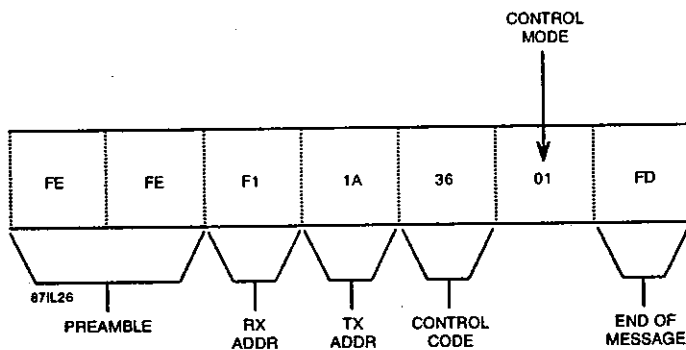 CONTROL
MODE
FE FE F1 1A 36 01 FD
871L26
PREAMBLE
RX
ADDR
TX
ADDR
CONTROL
CODE
END OF
MESSAGE